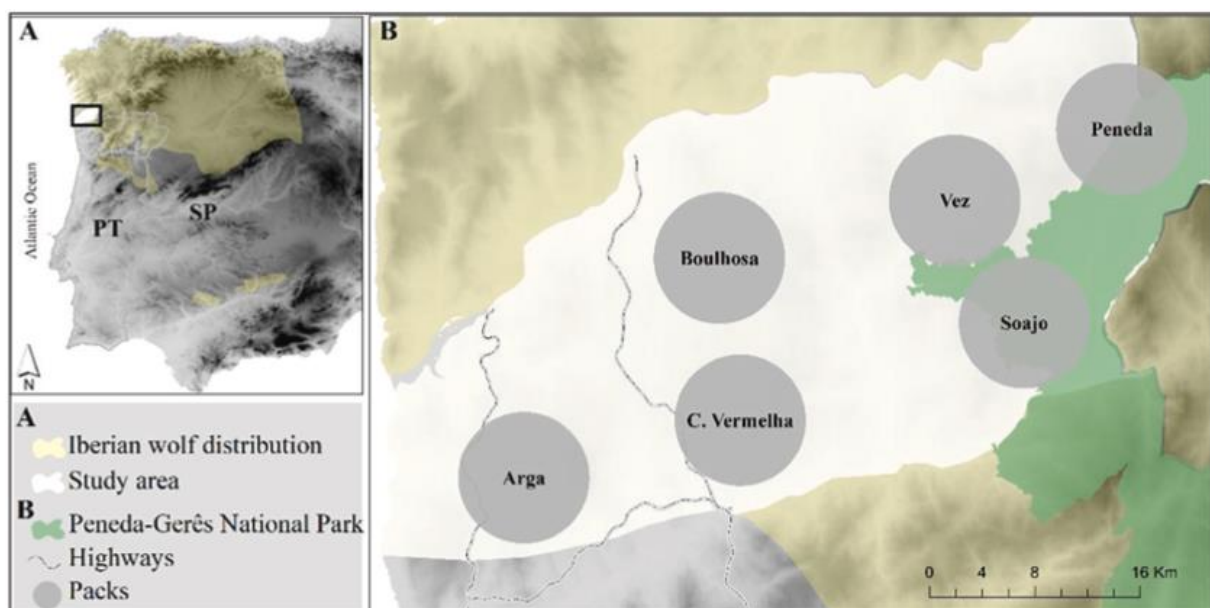 A
Atlantic Ocean
PT
SP
N
A
Iberian wolf distribution
Study area
B
Peneda-Gerês National Park
Highways
Packs
B
Peneda
Vez
Boulhosa
Soajo
C. Vermelha
Arga
0 4 8 16 Km